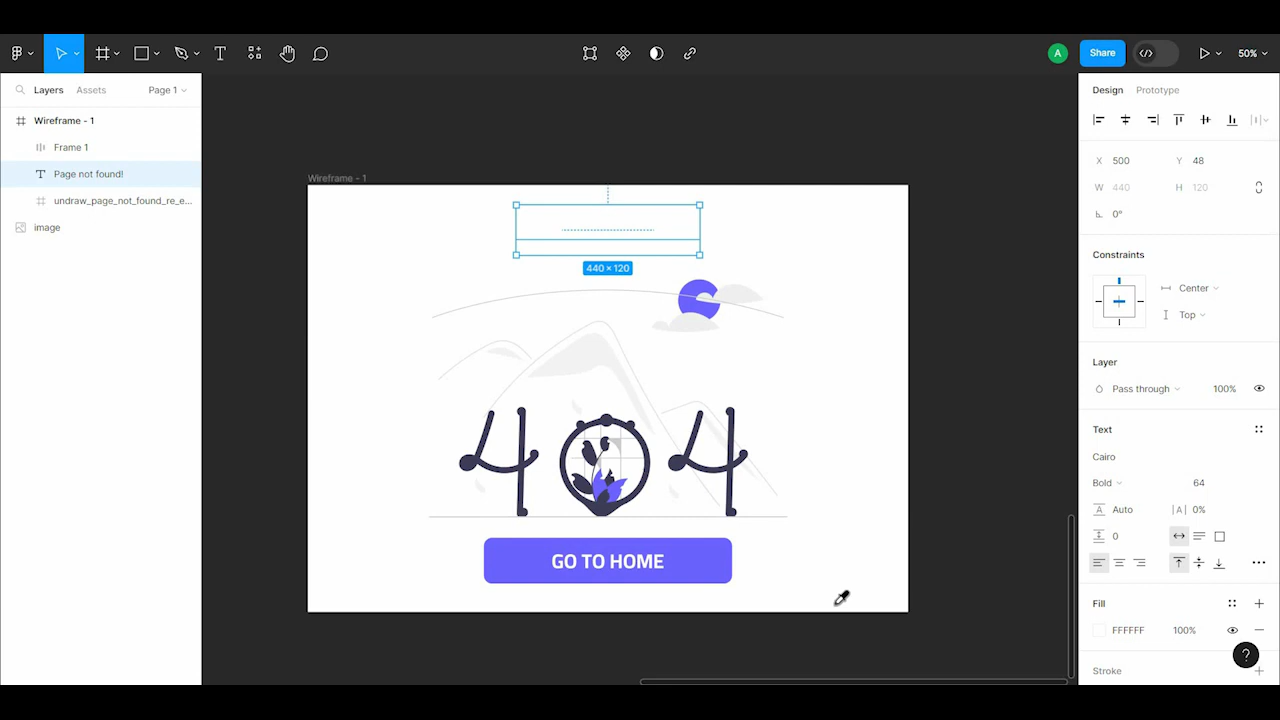 A
Share
50%
Layers
Assets
Page 1
Design
Prototype
Wireframe - 1
Frame 1
Page not found!
undraw_page_not_found_re_e...
image
Wireframe - 1
440 × 120
404
GO TO HOME
X 500
Y 48
W 440
H 120
0°
Constraints
Center
Top
Layer
Pass through
100%
Text
Cairo
Bold
64
A Auto
|A| 0%
0
Fill
FFFFFF
100%
?
Stroke